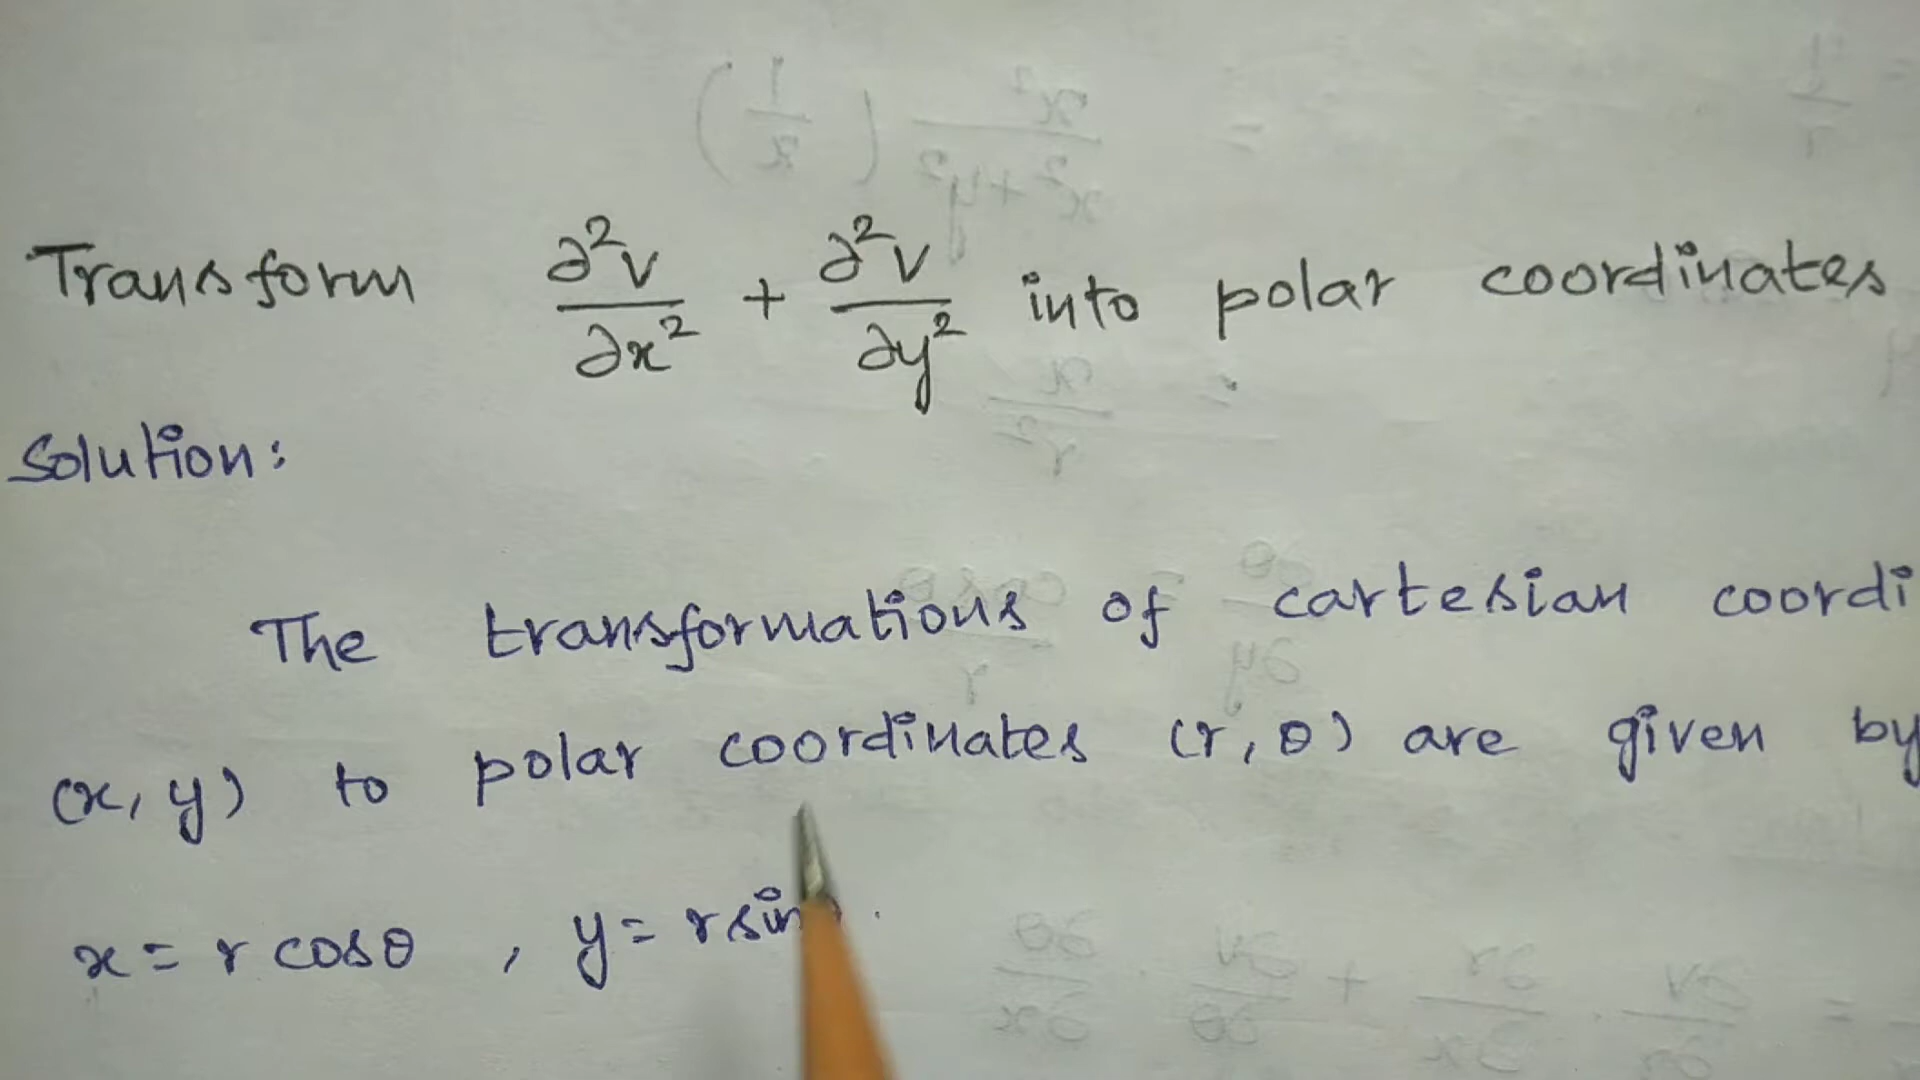 Transform ∂²v/∂x² + ∂²v/∂y² into polar coordinates
Solution:
The transformations of cartesian coordi
(x, y) to polar coordinates (r, θ) are given by
x = r cosθ , y = r sin